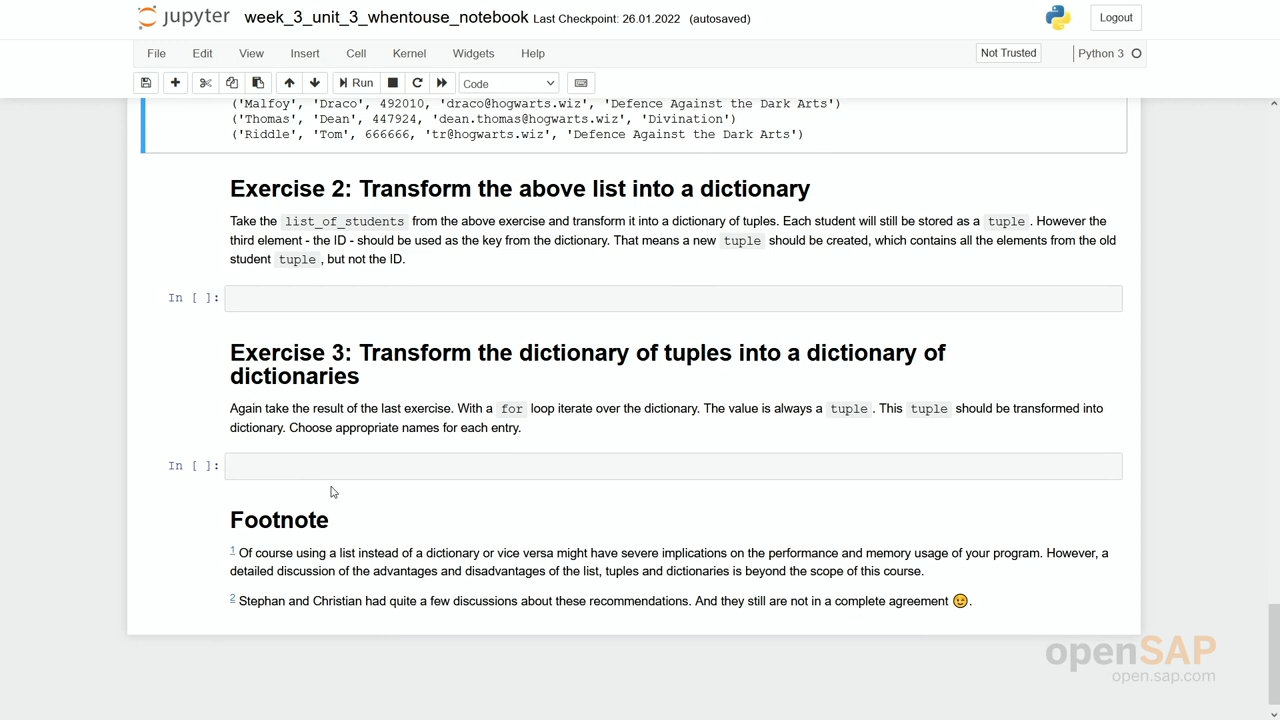 jupyter week_3_unit_3_whentouse_notebook Last Checkpoint: 26.01.2022 (autosaved)
Logout
File Edit View Insert Cell Kernel Widgets Help
Not Trusted
Python 3
Run
Code
('Malfoy', 'Draco', 492010, 'draco@hogwarts.wiz', 'Defence Against the Dark Arts')
('Thomas', 'Dean', 447924, 'dean.thomas@hogwarts.wiz', 'Divination')
('Riddle', 'Tom', 666666, 'tr@hogwarts.wiz', 'Defence Against the Dark Arts')
Exercise 2: Transform the above list into a dictionary
Take the list_of_students from the above exercise and transform it into a dictionary of tuples. Each student will still be stored as a tuple. However the
third element - the ID - should be used as the key from the dictionary. That means a new tuple should be created, which contains all the elements from the old
student tuple, but not the ID.
In [ ]:
Exercise 3: Transform the dictionary of tuples into a dictionary of
dictionaries
Again take the result of the last exercise. With a for loop iterate over the dictionary. The value is always a tuple. This tuple should be transformed into
dictionary. Choose appropriate names for each entry.
In [ ]:
Footnote
1 Of course using a list instead of a dictionary or vice versa might have severe implications on the performance and memory usage of your program. However, a
detailed discussion of the advantages and disadvantages of the list, tuples and dictionaries is beyond the scope of this course.
2 Stephan and Christian had quite a few discussions about these recommendations. And they still are not in a complete agreement 😉.
openSAP
open.sap.com